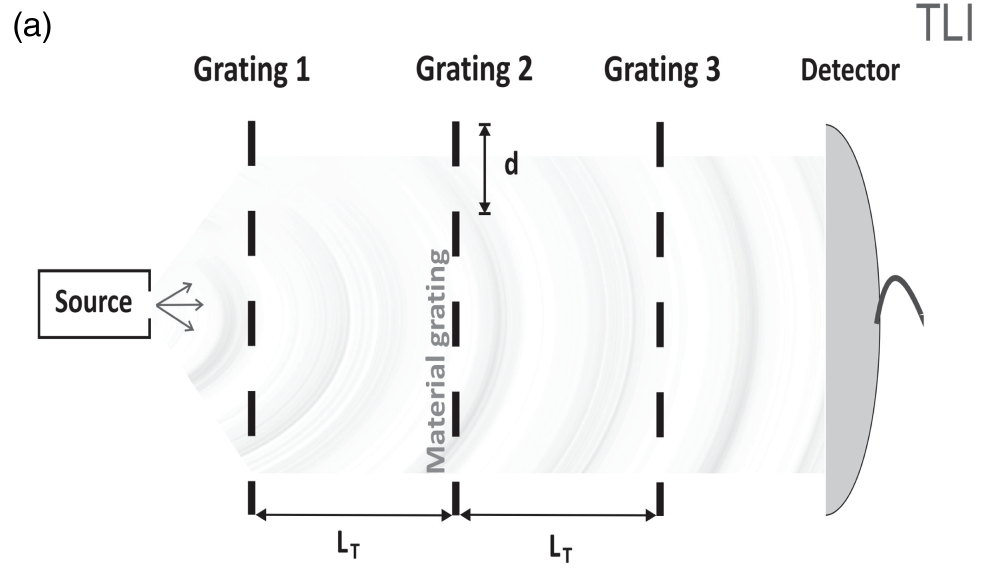 (a)
TLI
Grating 1
Grating 2
Grating 3
Detector
d
Source
Material grating
L_T
L_T